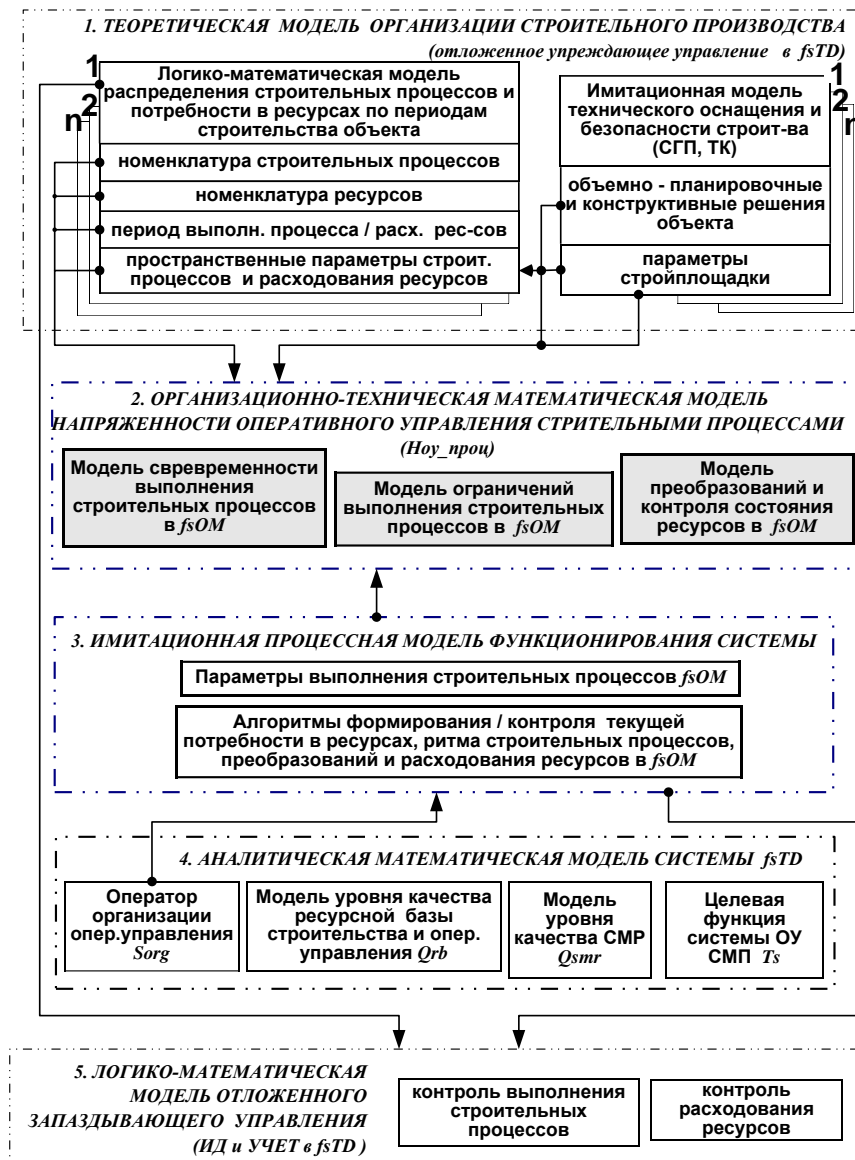 1. ТЕОРЕТИЧЕСКАЯ МОДЕЛЬ ОРГАНИЗАЦИИ СТРОИТЕЛЬНОГО ПРОИЗВОДСТВА
(отложенное упреждающее управление в fsTD)
1
2
n
Логико-математическая модель
распределения строительных процессов и
потребности в ресурсах по периодам
строительства объекта
номенклатура строительных процессов
номенклатура ресурсов
период выполн. процесса / расх. рес-сов
пространственные параметры строит.
процессов и расходования ресурсов
1
2
n
Имитационная модель
технического оснащения и
безопасности строит-ва
(СГП, ТК)
объемно - планировочные
и конструктивные решения
объекта
параметры
стройплощадки
2. ОРГАНИЗАЦИОННО-ТЕХНИЧЕСКАЯ МАТЕМАТИЧЕСКАЯ МОДЕЛЬ
НАПРЯЖЕННОСТИ ОПЕРАТИВНОГО УПРАВЛЕНИЯ СТРИТЕЛЬНЫМИ ПРОЦЕССАМИ
(Ноу_проц)
Модель свревременности
выполнения
строительных процессов
в fsOM
Модель ограничений
выполнения строительных
процессов в fsOM
Модель
преобразований и
контроля состояния
ресурсов в fsOM
3. ИМИТАЦИОННАЯ ПРОЦЕССНАЯ МОДЕЛЬ ФУНКЦИОНИРОВАНИЯ СИСТЕМЫ
Параметры выполнения строительных процессов fsOM
Алгоритмы формирования / контроля текущей
потребности в ресурсах, ритма строительных процессов,
преобразований и расходования ресурсов в fsOM
4. АНАЛИТИЧЕСКАЯ МАТЕМАТИЧЕСКАЯ МОДЕЛЬ СИСТЕМЫ fsTD
Оператор
организации
опер.управления
Sorg
Модель уровня качества
ресурсной базы
строительства и опер.
управления Qrb
Модель
уровня
качества СМР
Qsmr
Целевая
функция
системы ОУ
СМП Ts
5. ЛОГИКО-МАТЕМАТИЧЕСКАЯ
МОДЕЛЬ ОТЛОЖЕННОГО
ЗАПАЗДЫВАЮЩЕГО УПРАВЛЕНИЯ
(ИД и УЧЕТ в fsTD )
контроль выполнения
строительных
процессов
контроль
расходования
ресурсов